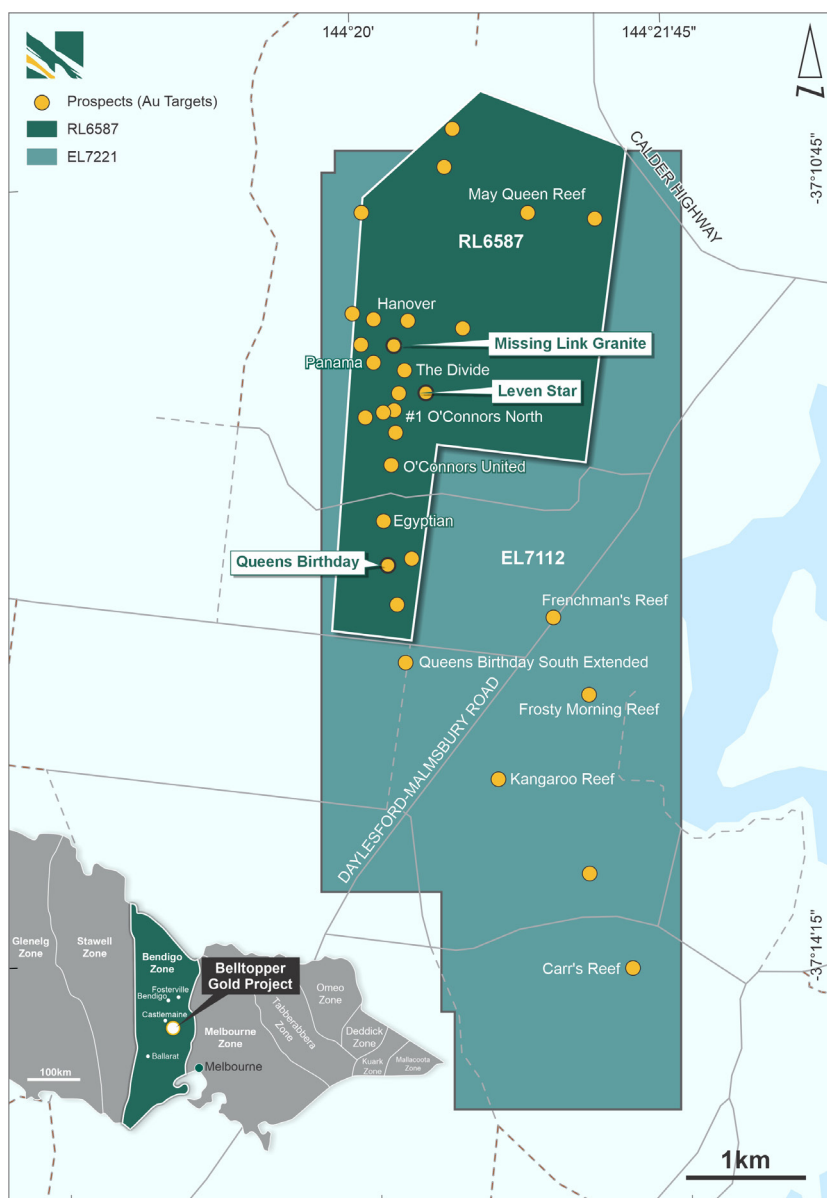 144°20'
144°21'45"
Prospects (Au Targets)
RL6587
EL7221
N
-37°10'45"
CALDER HIGHWAY
May Queen Reef
RL6587
Hanover
Missing Link Granite
Panama
The Divide
Leven Star
#1 O'Connors North
O'Connors United
Egyptian
Queens Birthday
EL7112
Frenchman's Reef
Queens Birthday South Extended
Frosty Morning Reef
DAYLESFORD-MALMSBURY ROAD
Kangaroo Reef
-37°14'15"
Carr's Reef
Glenelg
Zone
Stawell
Zone
Bendigo
Zone
Belltopper
Gold Project
Fosterville
Bendigo
Castlemaine
Ballarat
Melbourne
Zone
Melbourne
Tabberabbera
Zone
Omeo
Zone
Deddick
Zone
Kuark
Zone
Mallacoota
Zone
100km
1km